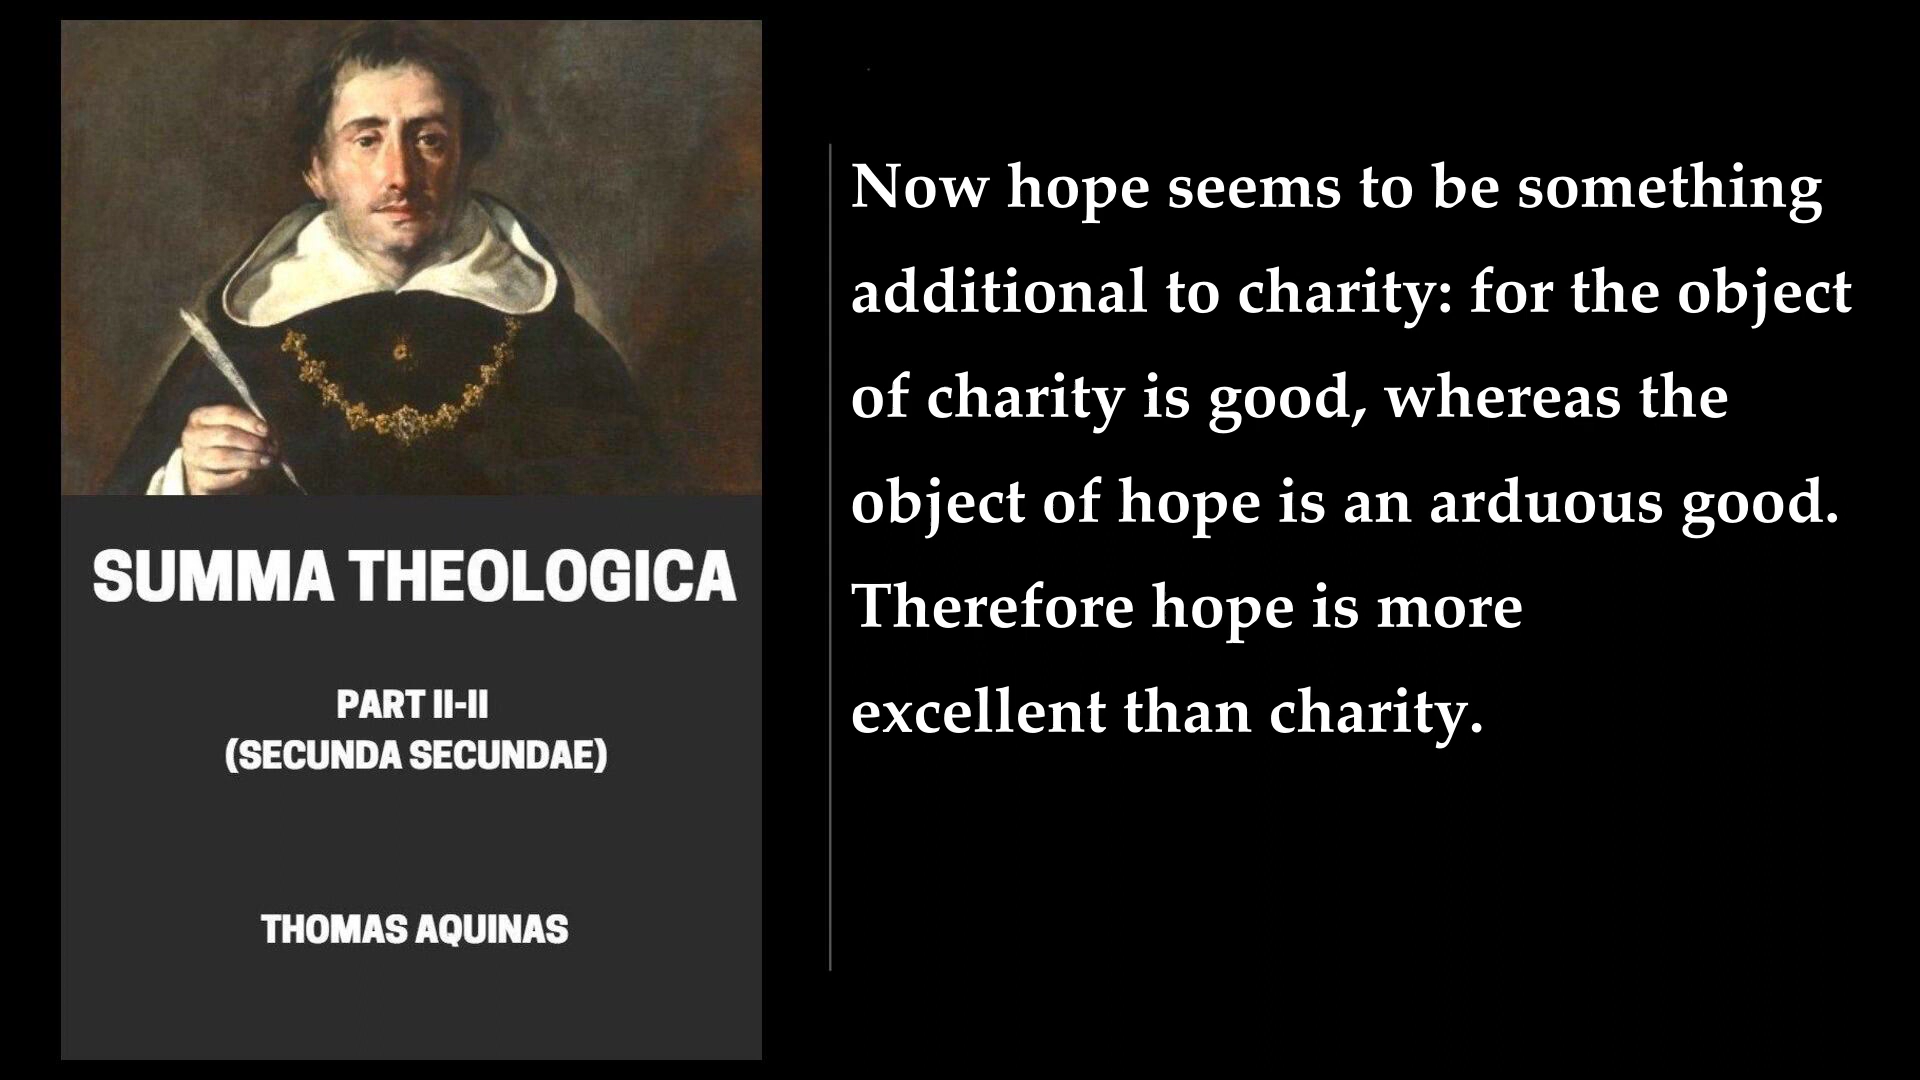 SUMMA THEOLOGICA
PART II-II
(SECUNDA SECUNDAE)
THOMAS AQUINAS
Now hope seems to be something
additional to charity: for the object
of charity is good, whereas the
object of hope is an arduous good.
Therefore hope is more
excellent than charity.